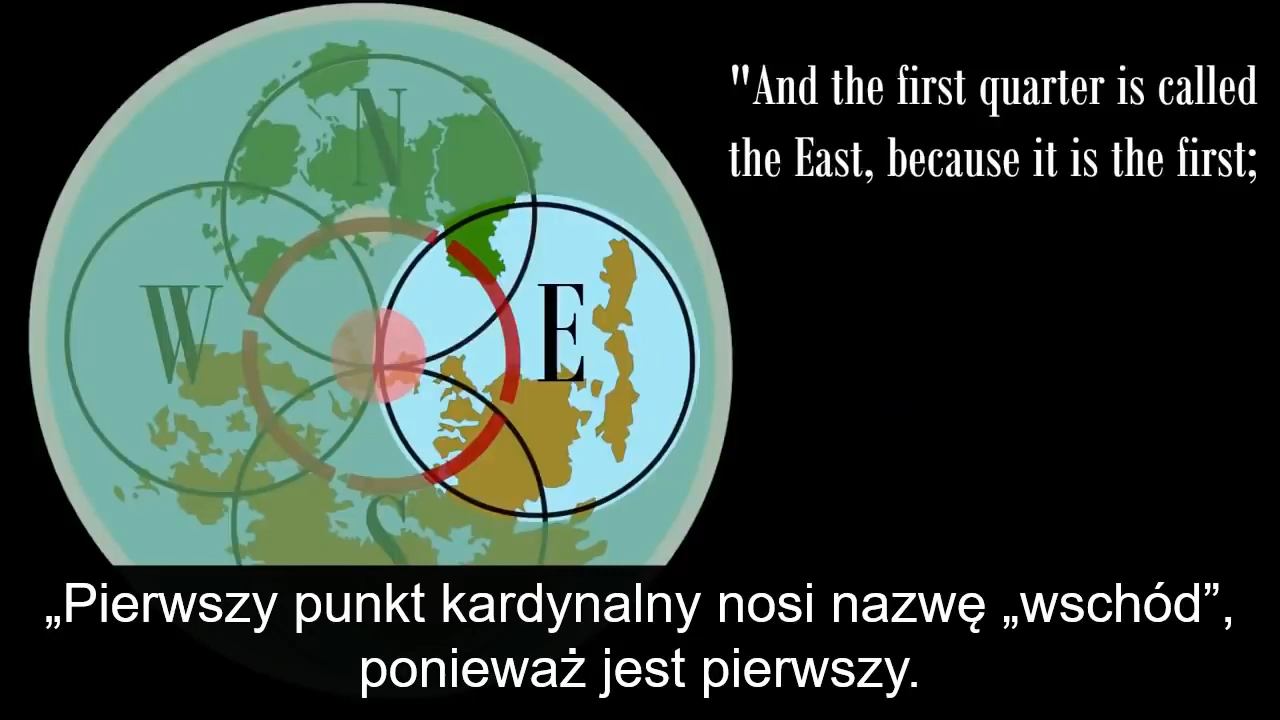 N
W
E
S
"And the first quarter is called
the East, because it is the first;
„Pierwszy punkt kardynalny nosi nazwę „wschód”,
ponieważ jest pierwszy.